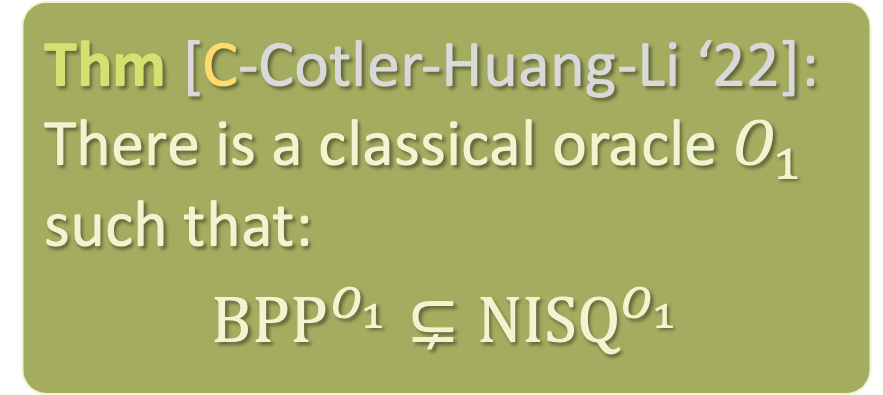 Thm [C-Cotler-Huang-Li ‘22]:
There is a classical oracle 𝑂₁
such that:
BPP^𝑂₁ ⊊ NISQ^𝑂₁